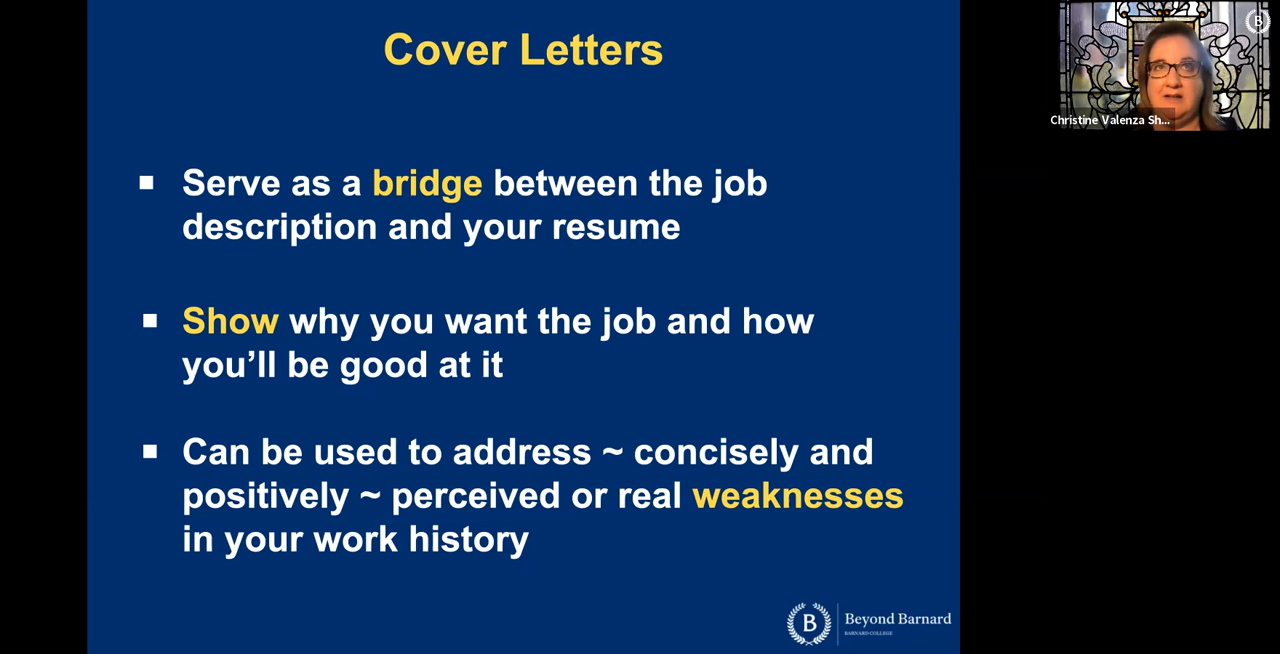 Cover Letters
Serve as a bridge between the job
description and your resume
Show why you want the job and how
you’ll be good at it
Can be used to address ~ concisely and
positively ~ perceived or real weaknesses
in your work history
B
Beyond Barnard
BARNARD COLLEGE
B
Christine Valenza Sh...